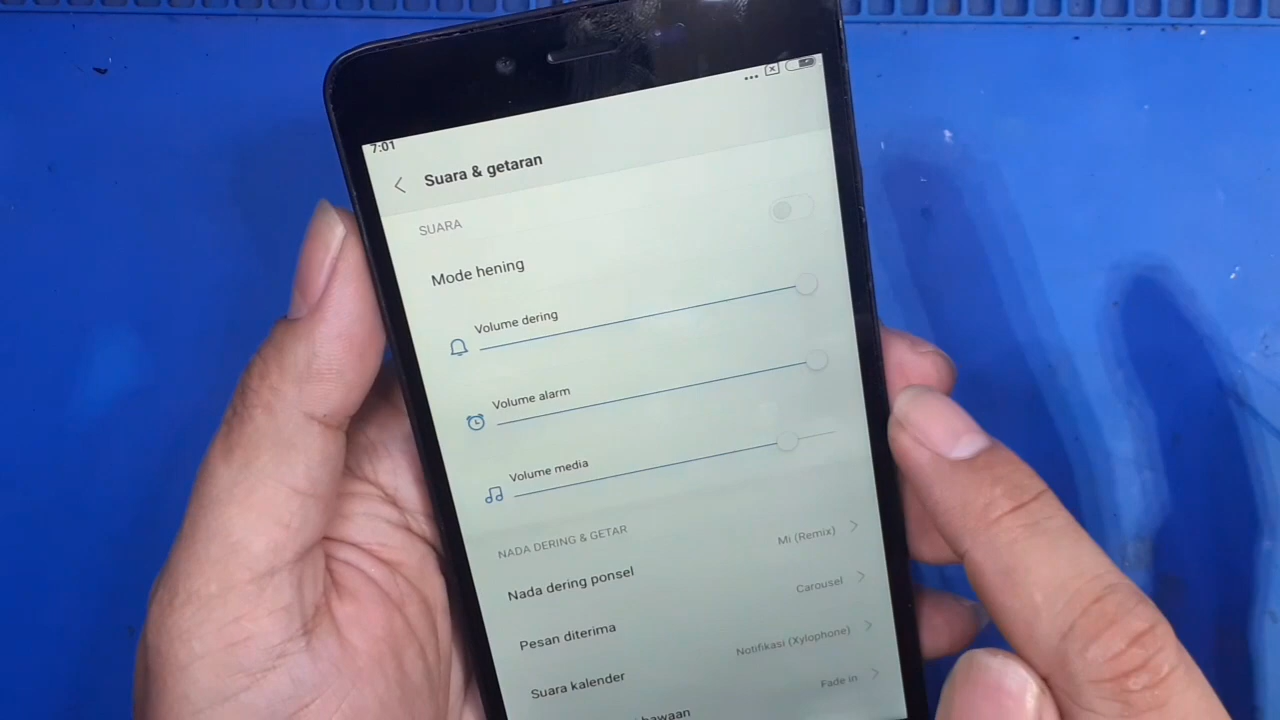 7:01
Suara & getaran
SUARA
Mode hening
Volume dering
Volume alarm
Volume media
NADA DERING & GETAR
Nada dering ponsel
Mi (Remix)
Pesan diterima
Carousel
Suara kalender
Notifikasi (Xylophone)
bawaan
Fade in